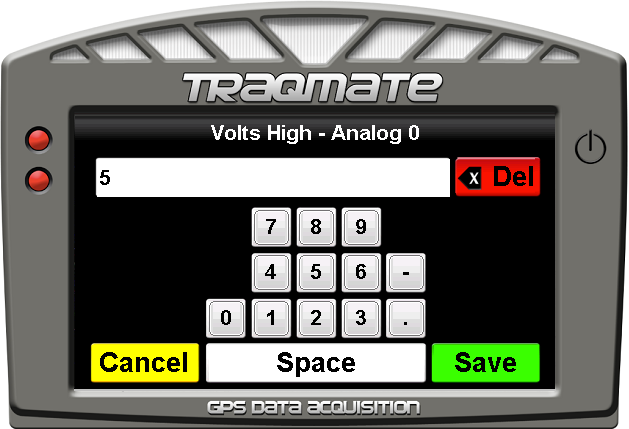 TRAQMATE
Volts High - Analog 0
5
X Del
7 8 9
4 5 6 -
0 1 2 3 .
Cancel Space Save
GPS DATA ACQUISITION